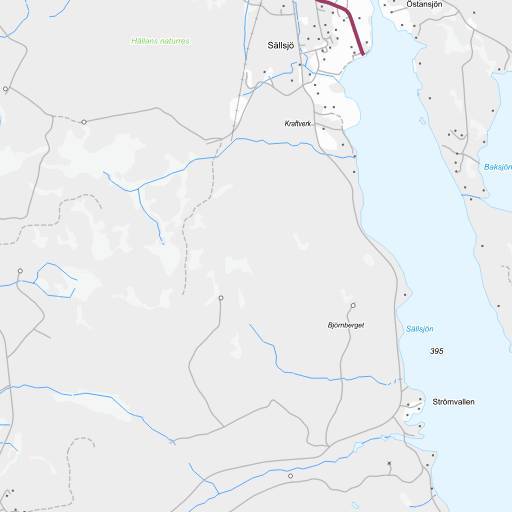 Östansjön
Hällans naturres
Sällsjö
Kraftverk
Baksjön
Björnberget
Sällsjön
395
Strömvallen